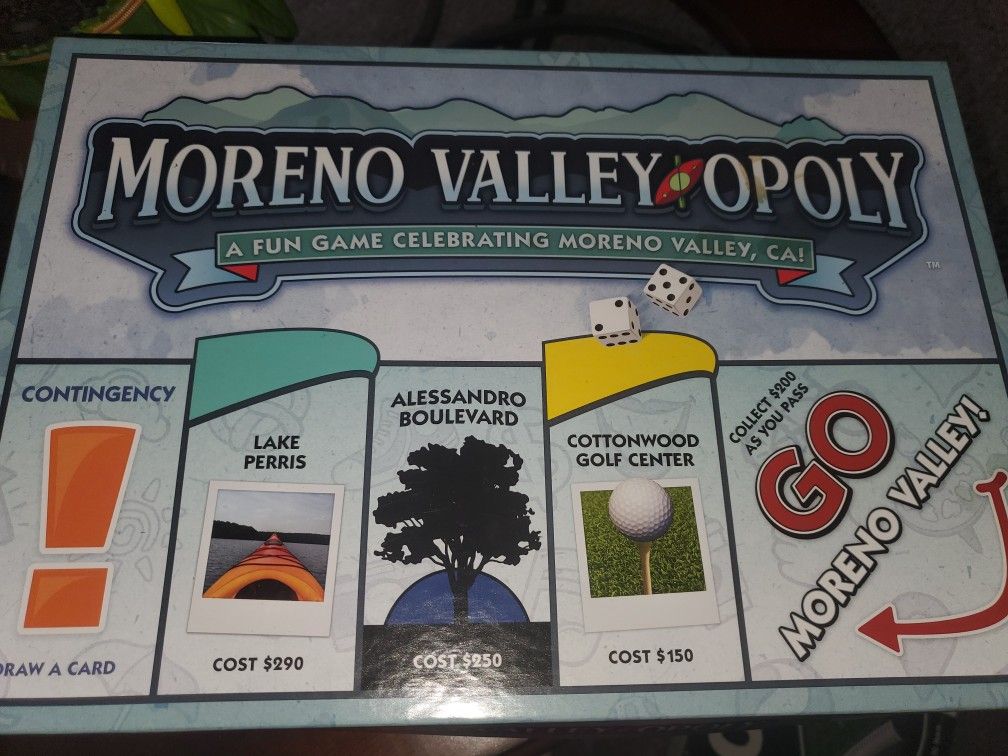 MORENO VALLEY OPOLY
A FUN GAME CELEBRATING MORENO VALLEY, CA!
TM
CONTINGENCY
DRAW A CARD
LAKE
PERRIS
COST $290
ALESSANDRO
BOULEVARD
COST $250
COTTONWOOD
GOLF CENTER
COST $150
COLLECT $200
AS YOU PASS
GO
MORENO VALLEY!